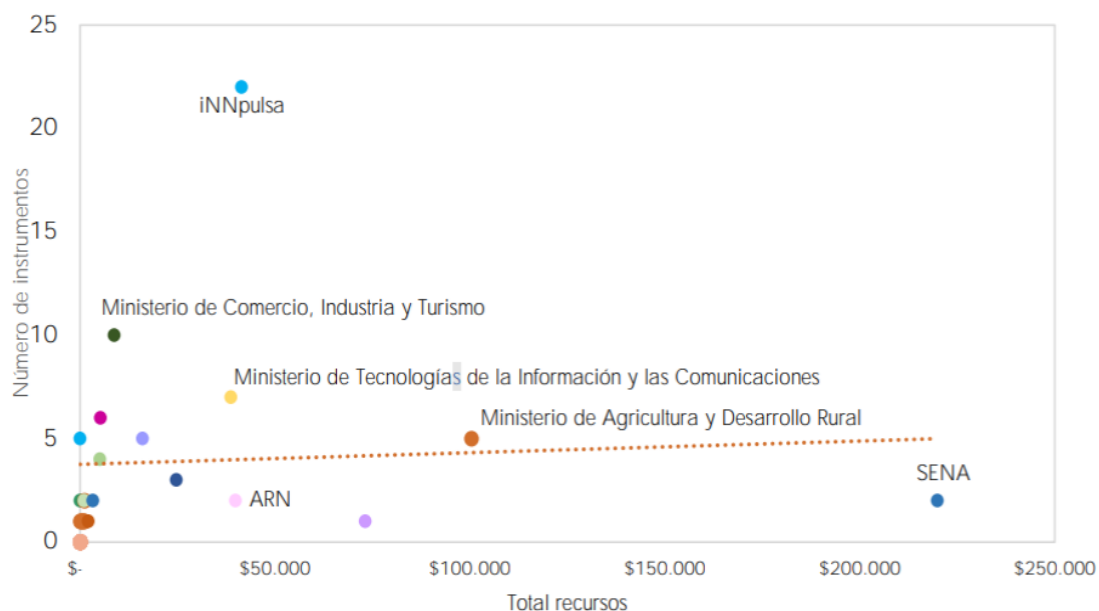 25
iNNpulsa
20
Número de instrumentos
15
Ministerio de Comercio, Industria y Turismo
10
Ministerio de Tecnologías de la Información y las Comunicaciones
Ministerio de Agricultura y Desarrollo Rural
5
SENA
ARN
0
$- $50.000 $100.000 $150.000 $200.000 $250.000
Total recursos